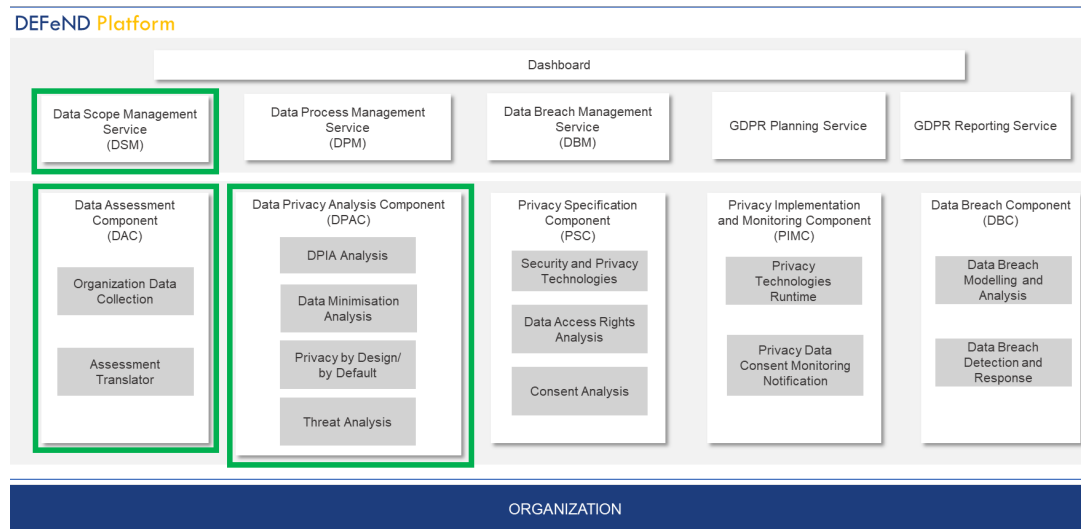 DEFeND Platform
Dashboard
Data Scope Management
Service
(DSM)
Data Process Management
Service
(DPM)
Data Breach Management
Service
(DBM)
GDPR Planning Service
GDPR Reporting Service
Data Assessment
Component
(DAC)
Organization Data
Collection
Assessment
Translator
Data Privacy Analysis Component
(DPAC)
DPIA Analysis
Data Minimisation
Analysis
Privacy by Design/
by Default
Threat Analysis
Privacy Specification
Component
(PSC)
Security and Privacy
Technologies
Data Access Rights
Analysis
Consent Analysis
Privacy Implementation
and Monitoring Component
(PIMC)
Privacy
Technologies
Runtime
Privacy Data
Consent Monitoring
Notification
Data Breach Component
(DBC)
Data Breach
Modelling and
Analysis
Data Breach
Detection and
Response
ORGANIZATION